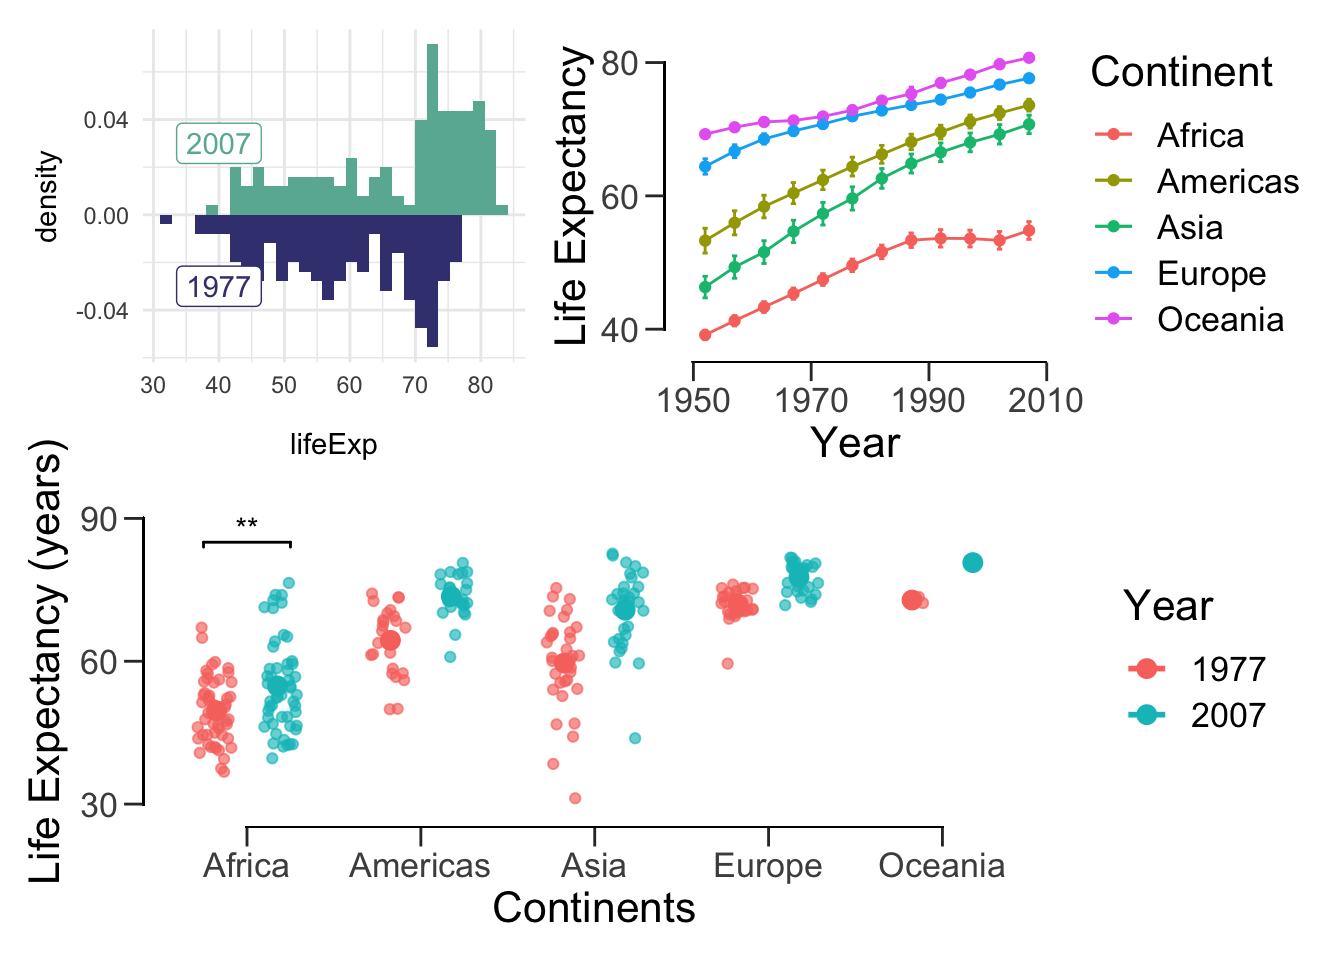 density
0.04
0.00
-0.04
2007
1977
30 40 50 60 70 80
lifeExp
Life Expectancy
80
60
40
1950 1970 1990 2010
Year
Continent
Africa
Americas
Asia
Europe
Oceania
Life Expectancy (years)
90
60
30
**
Africa Americas Asia Europe Oceania
Continents
Year
1977
2007